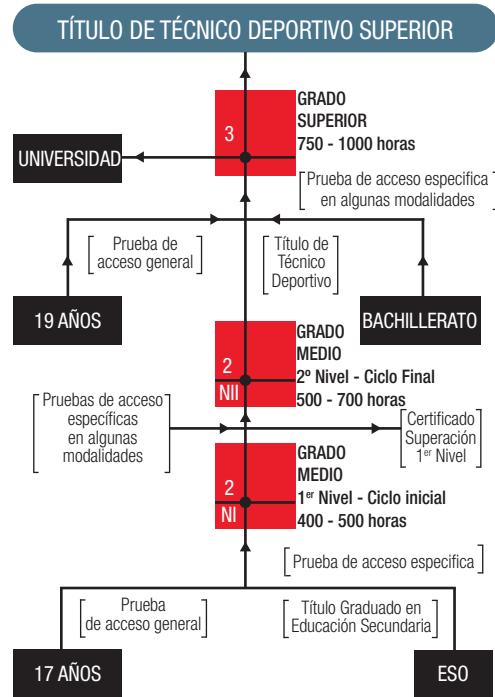 TÍTULO DE TÉCNICO DEPORTIVO SUPERIOR
3
GRADO
SUPERIOR
750 - 1000 horas
UNIVERSIDAD
Prueba de acceso especifica
en algunas modalidades
Prueba de
acceso general
Título de
Técnico
Deportivo
19 AÑOS
BACHILLERATO
2
NII
GRADO
MEDIO
2º Nivel - Ciclo Final
500 - 700 horas
Pruebas de acceso
específicas
en algunas
modalidades
Certificado
Superación
1er Nivel
2
NI
GRADO
MEDIO
1er Nivel - Ciclo inicial
400 - 500 horas
Prueba de acceso especifica
Prueba
de acceso general
Título Graduado en
Educación Secundaria
17 AÑOS
ESO